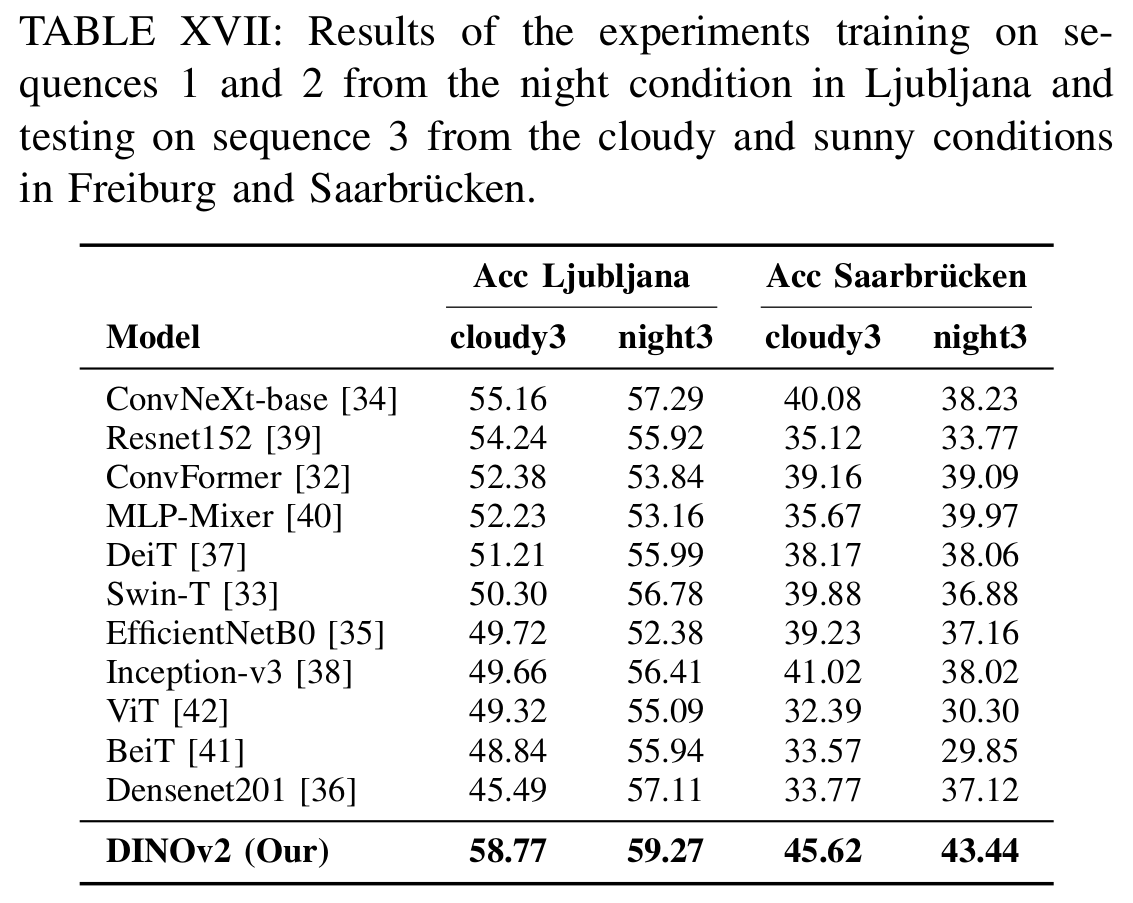 TABLE XVII: Results of the experiments training on se-
quences 1 and 2 from the night condition in Ljubljana and
testing on sequence 3 from the cloudy and sunny conditions
in Freiburg and Saarbrücken.
Acc Ljubljana Acc Saarbrücken
Model cloudy3 night3 cloudy3 night3
ConvNeXt-base [34] 55.16 57.29 40.08 38.23
Resnet152 [39] 54.24 55.92 35.12 33.77
ConvFormer [32] 52.38 53.84 39.16 39.09
MLP-Mixer [40] 52.23 53.16 35.67 39.97
DeiT [37] 51.21 55.99 38.17 38.06
Swin-T [33] 50.30 56.78 39.88 36.88
EfficientNetB0 [35] 49.72 52.38 39.23 37.16
Inception-v3 [38] 49.66 56.41 41.02 38.02
ViT [42] 49.32 55.09 32.39 30.30
BeiT [41] 48.84 55.94 33.57 29.85
Densenet201 [36] 45.49 57.11 33.77 37.12
DINOv2 (Our) 58.77 59.27 45.62 43.44